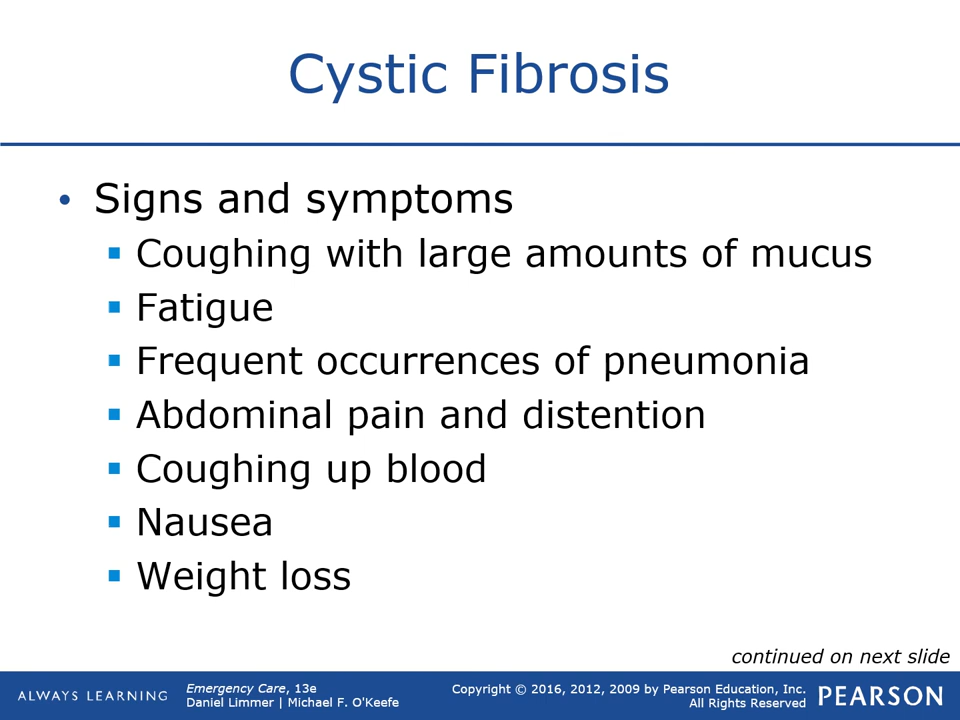 Cystic Fibrosis
• Signs and symptoms
▪ Coughing with large amounts of mucus
▪ Fatigue
▪ Frequent occurrences of pneumonia
▪ Abdominal pain and distention
▪ Coughing up blood
▪ Nausea
▪ Weight loss
continued on next slide
ALWAYS LEARNING
Emergency Care, 13e
Daniel Limmer | Michael F. O'Keefe
Copyright © 2016, 2012, 2009 by Pearson Education, Inc.
All Rights Reserved
PEARSON